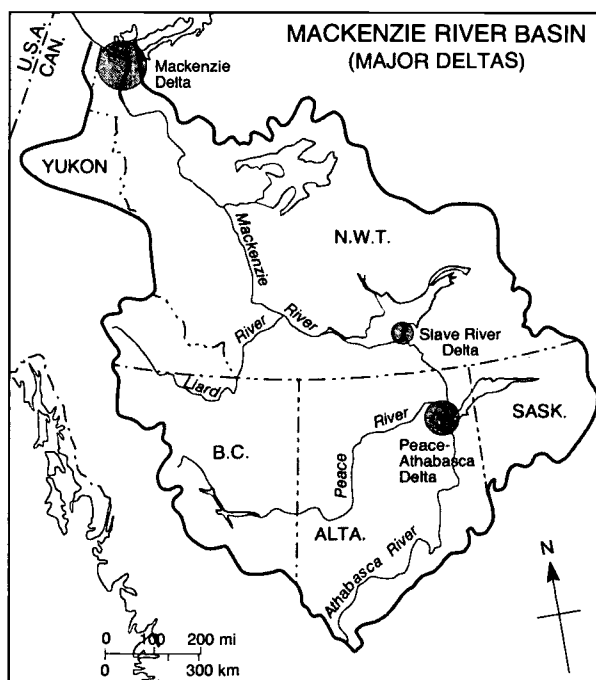 MACKENZIE RIVER BASIN
(MAJOR DELTAS)
U.S.A.
CAN.
Mackenzie
Delta
YUKON
Mackenzie
River
N.W.T.
Slave River
Delta
Liard
River
SASK.
B.C.
Peace
River
Peace-
Athabasca
Delta
ALTA.
Athabasca River
N
0 100 200 mi
0 300 km